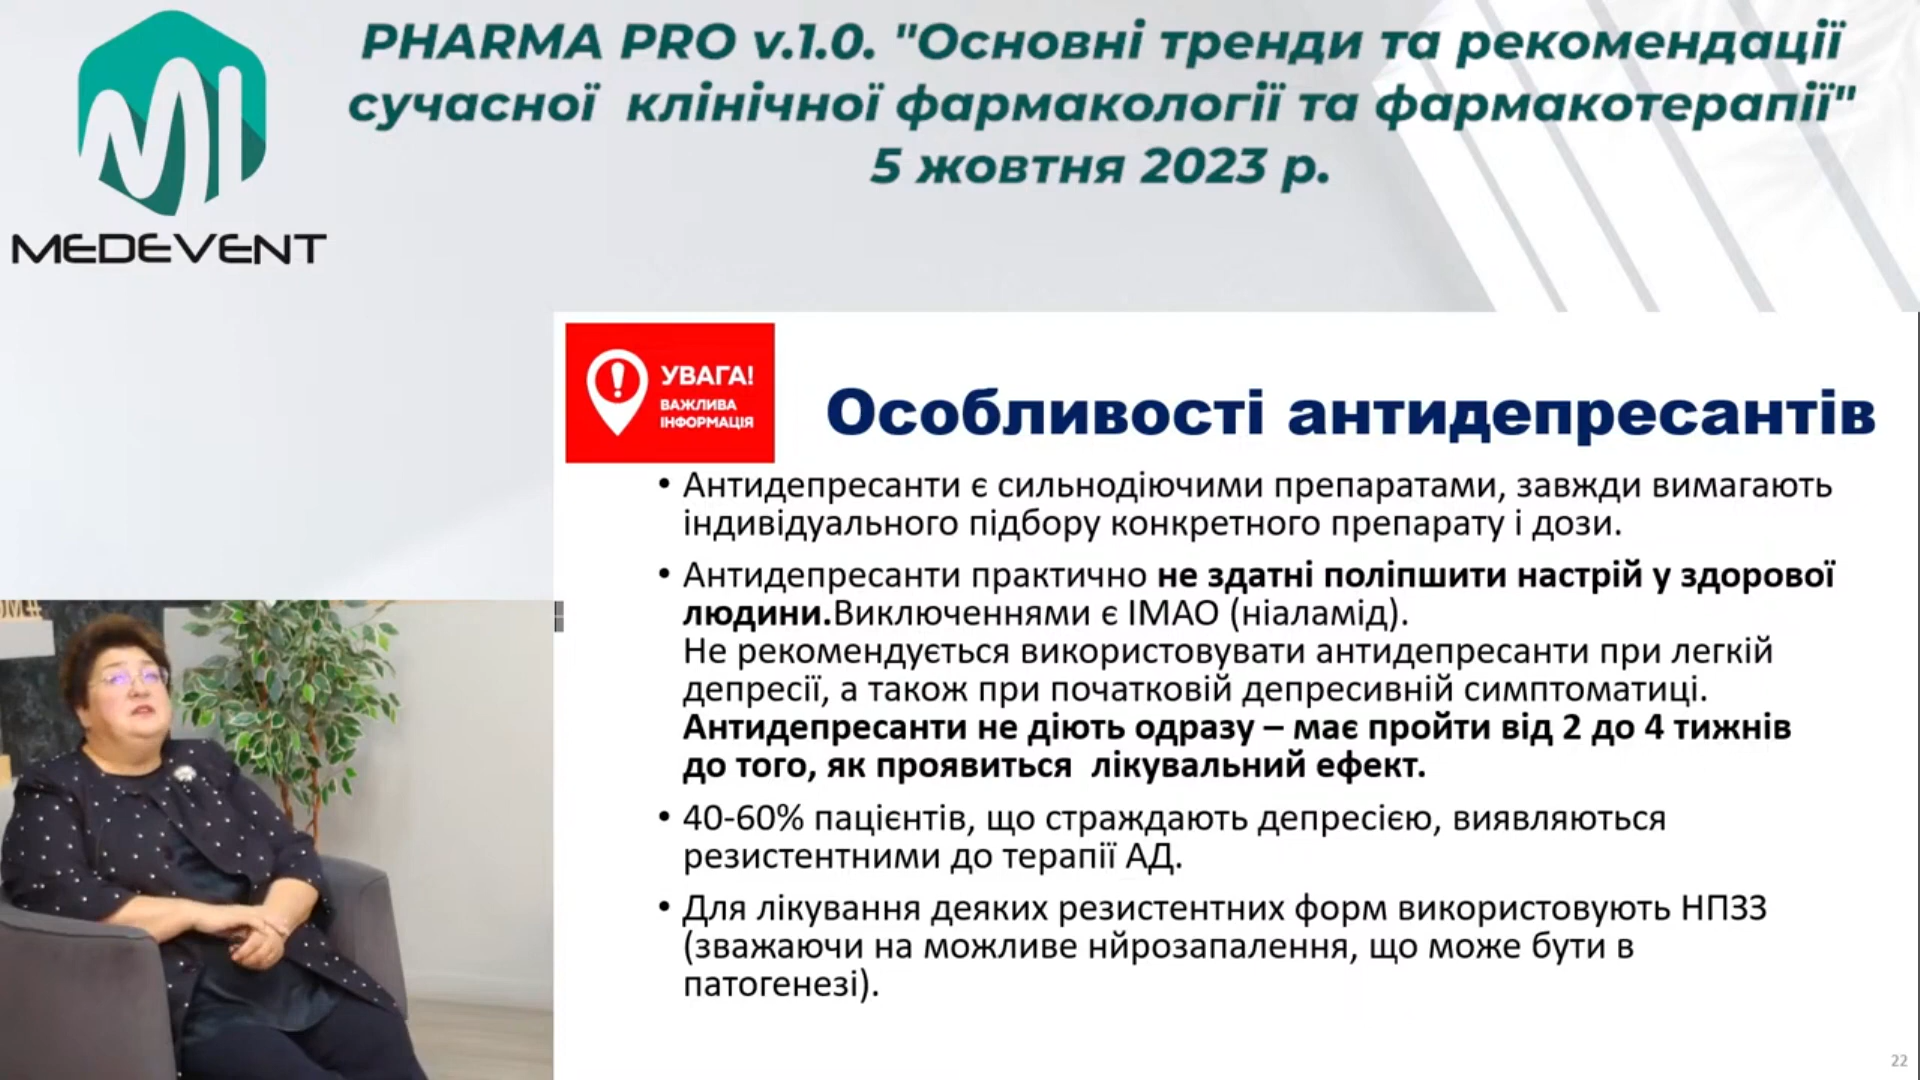 PHARMA PRO v.1.0. "Основні тренди та рекомендації
сучасної клінічної фармакології та фармакотерапії"
5 жовтня 2023 р.
MEDEVENT
УВАГА!
ВАЖЛИВА
ІНФОРМАЦІЯ
Особливості антидепресантів
• Антидепресанти є сильнодіючими препаратами, завжди вимагають
індивідуального підбору конкретного препарату і дози.
• Антидепресанти практично не здатні поліпшити настрій у здорової
людини.Виключеннями є ІМАО (ніаламід).
Не рекомендується використовувати антидепресанти при легкій
депресії, а також при початковій депресивній симптоматиці.
Антидепресанти не діють одразу – має пройти від 2 до 4 тижнів
до того, як проявиться лікувальний ефект.
• 40-60% пацієнтів, що страждають депресією, виявляються
резистентними до терапії АД.
• Для лікування деяких резистентних форм використовують НПЗЗ
(зважаючи на можливе нйрозапалення, що може бути в
патогенезі).
22